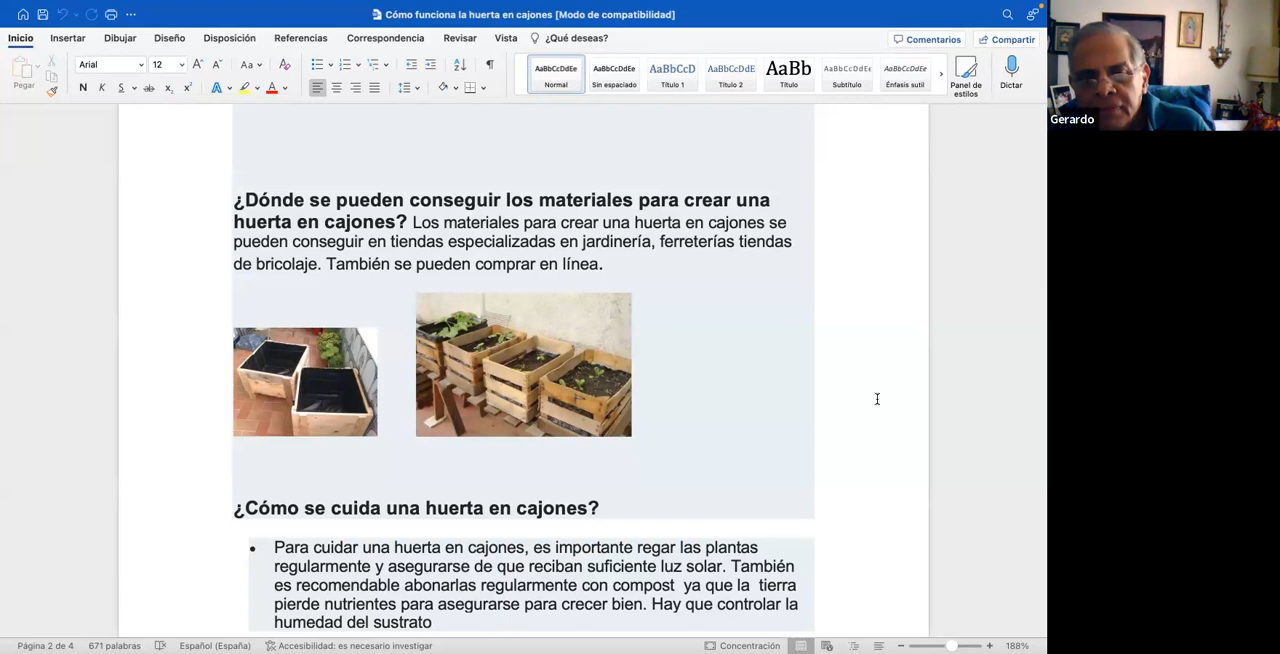 Cómo funciona la huerta en cajones [Modo de compatibilidad]
Inicio Insertar Dibujar Diseño Disposición Referencias Correspondencia Revisar Vista ¿Qué deseas? Comentarios Compartir
Pegar
Arial 12
AaBbCcDdEe AaBbCcDdEe AaBbCcD AaBbCcDdE AaBb AaBbCcDdEe AaBbCcDdEe
Normal Sin espaciado Título 1 Título 2 Título Subtítulo Énfasis sutil
Panel de estilos
Dictar
Gerardo
¿Dónde se pueden conseguir los materiales para crear una
huerta en cajones? Los materiales para crear una huerta en cajones se
pueden conseguir en tiendas especializadas en jardinería, ferreterías tiendas
de bricolaje. También se pueden comprar en línea.
¿Cómo se cuida una huerta en cajones?
• Para cuidar una huerta en cajones, es importante regar las plantas
regularmente y asegurarse de que reciban suficiente luz solar. También
es recomendable abonarlas regularmente con compost ya que la tierra
pierde nutrientes para asegurarse para crecer bien. Hay que controlar la
humedad del sustrato
Página 2 de 4 671 palabras Español (España) Accesibilidad: es necesario investigar Concentración 188%